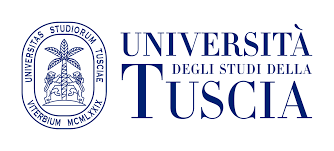 UNIVERSITAS STUDIORUM TUSCIAE
VITERBIUM MCMLXXIX
UNIVERSITÀ
DEGLI STUDI DELLA
TUSCIA